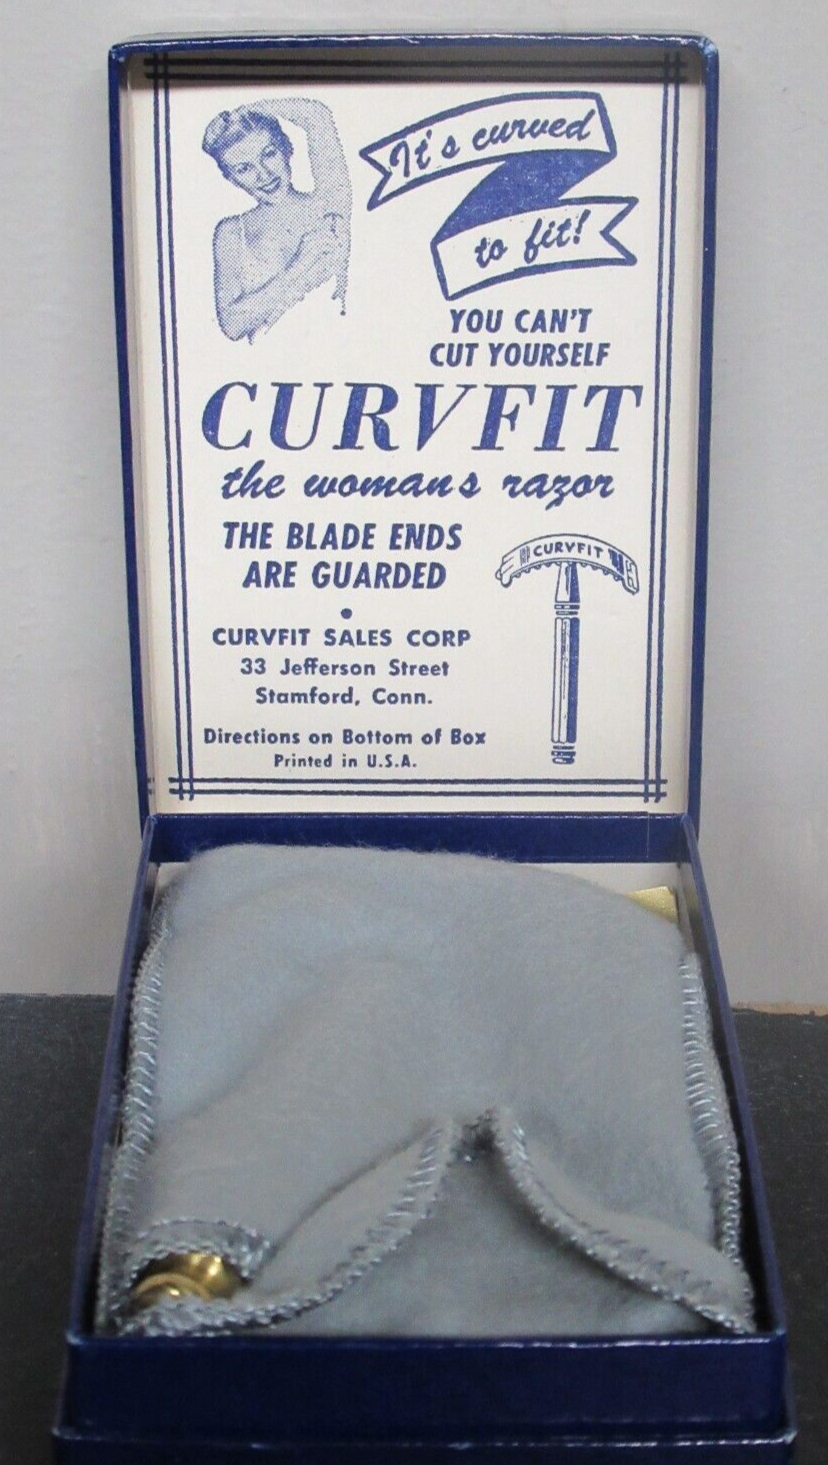 It's curved
to fit!
YOU CAN'T
CUT YOURSELF
CURVFIT
the womans razor
THE BLADE ENDS
ARE GUARDED
CURVFIT
•
CURVFIT SALES CORP
33 Jefferson Street
Stamford, Conn.
Directions on Bottom of Box
Printed in U.S.A.